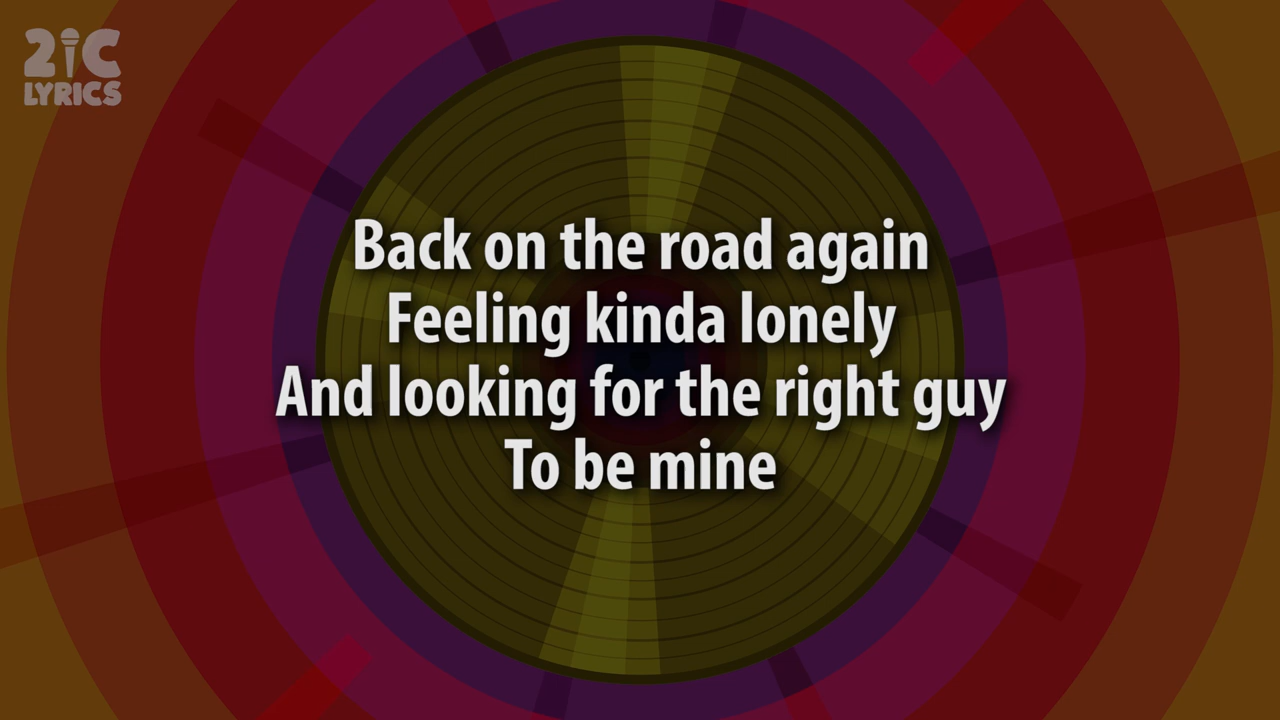 2iC
LYRICS
Back on the road again
Feeling kinda lonely
And looking for the right guy
To be mine